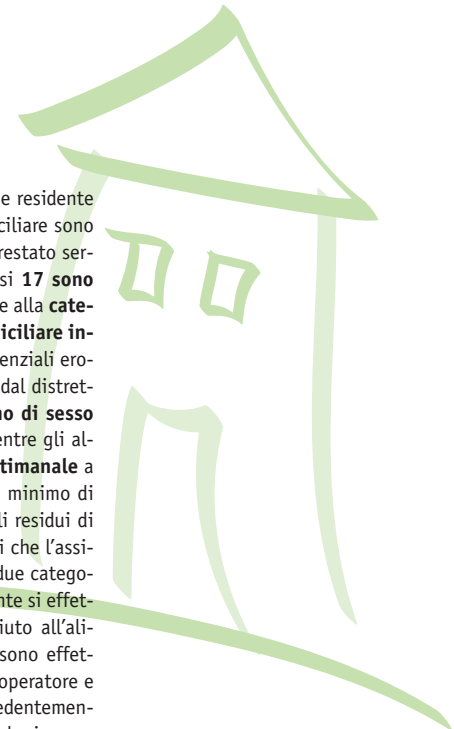 e residente
ciliare sono
restato ser-
si 17 sono
e alla cate-
iciliare in-
enziali ero-
dal distret-
no di sesso
entre gli al-
timanale a
minimo di
li residui di
i che l'assi-
due catego-
nte si effet-
iuto all'ali-
sono effet-
operatore e
edentemen-